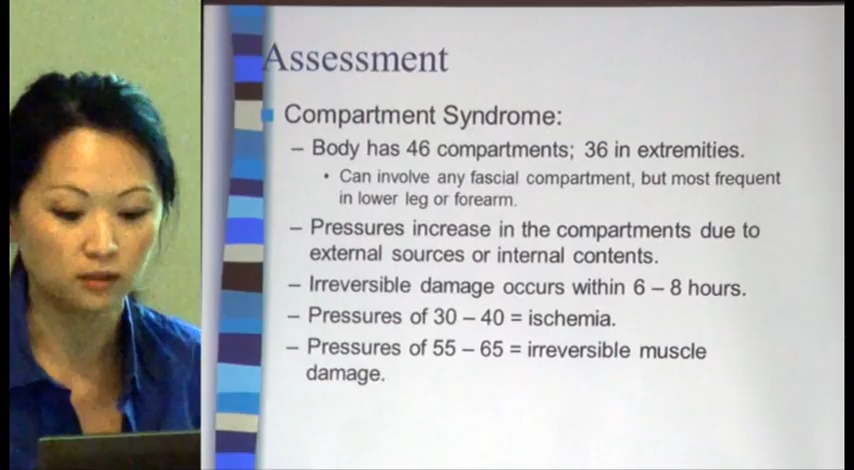 Assessment
Compartment Syndrome:
– Body has 46 compartments; 36 in extremities.
• Can involve any fascial compartment, but most frequent
in lower leg or forearm.
– Pressures increase in the compartments due to
external sources or internal contents.
– Irreversible damage occurs within 6 – 8 hours.
– Pressures of 30 – 40 = ischemia.
– Pressures of 55 – 65 = irreversible muscle
damage.